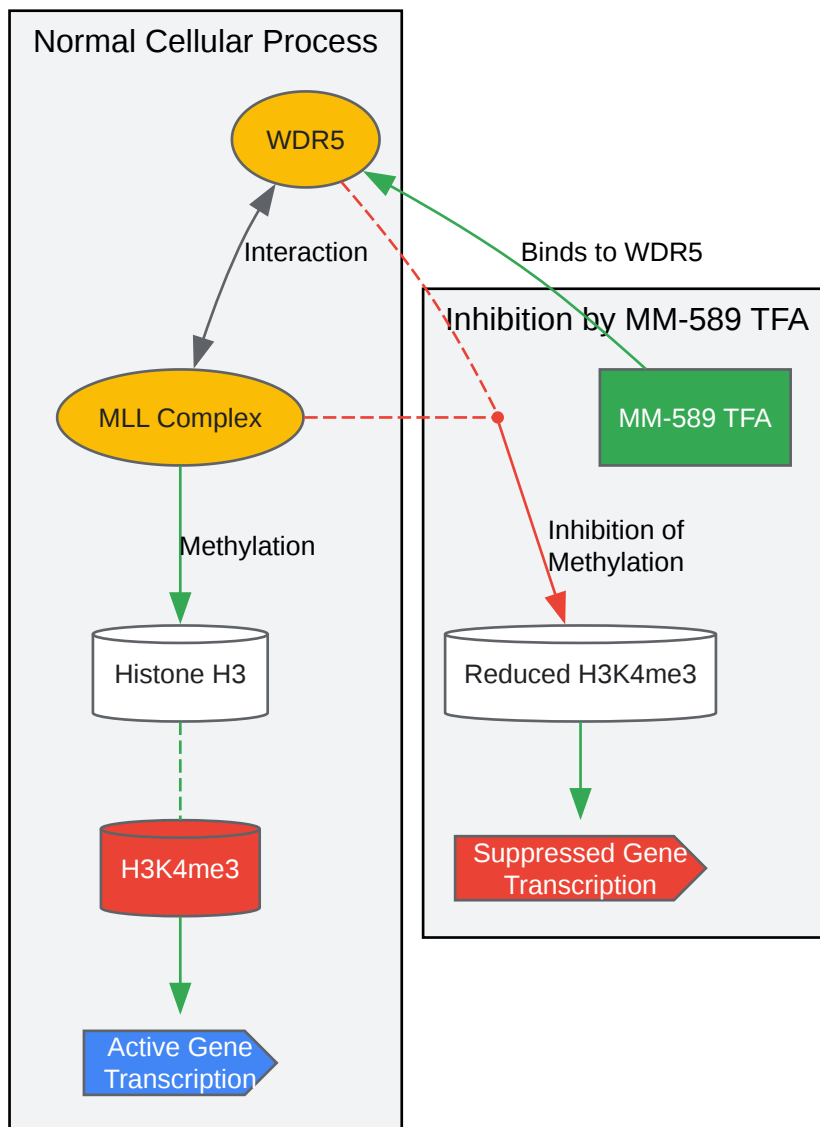 Normal Cellular Process
WDR5
Interaction
MLL Complex
Methylation
Histone H3
H3K4me3
Active Gene
Transcription
Binds to WDR5
Inhibition by MM-589 TFA
MM-589 TFA
Inhibition of
Methylation
Reduced H3K4me3
Suppressed Gene
Transcription